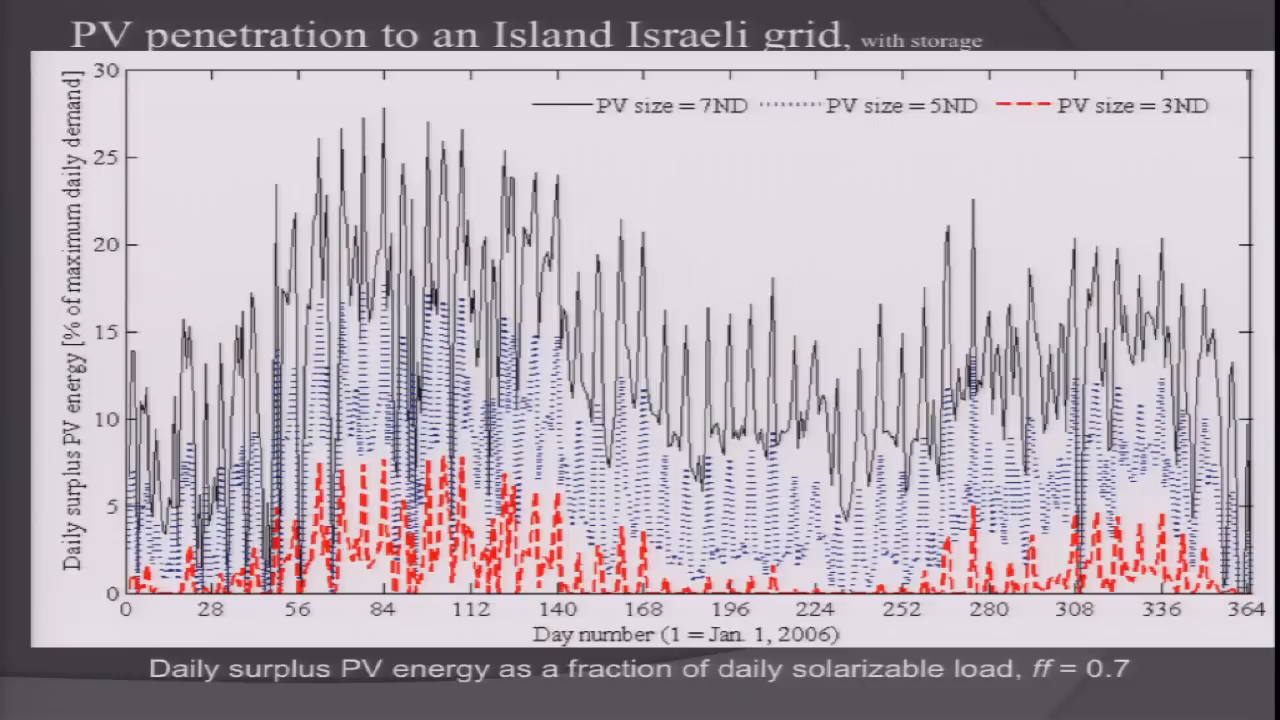 PV penetration to an Island Israeli grid, with storage
Daily surplus PV energy [% of maximum daily demand]
30
25
20
15
10
5
0
PV size = 7ND PV size = 5ND PV size = 3ND
0 28 56 84 112 140 168 196 224 252 280 308 336 364
Day number (1 = Jan. 1, 2006)
Daily surplus PV energy as a fraction of daily solarizable load, ff = 0.7